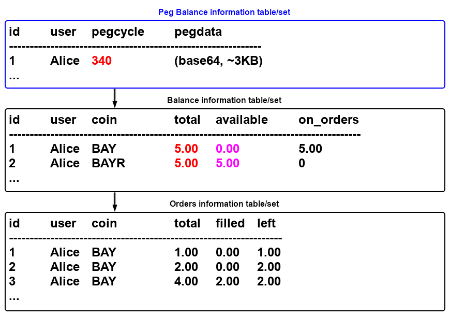 Peg Balance information table/set
id user pegcycle pegdata
--------------------------------------------------------------
1 Alice 340 (base64, ~3KB)
...
Balance information table/set
id user coin total available on_orders
--------------------------------------------------------------------------------------
1 Alice BAY 5.00 0.00 5.00
2 Alice BAYR 5.00 5.00 0
...
Orders information table/set
id user coin total filled left
-------------------------------------------------------------------
1 Alice BAY 1.00 0.00 1.00
2 Alice BAY 2.00 0.00 2.00
3 Alice BAY 4.00 2.00 2.00
...